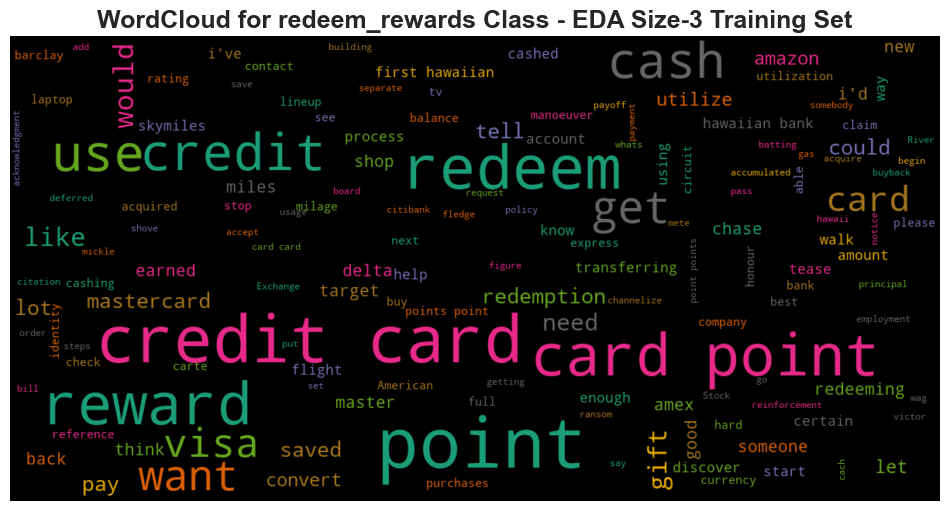 WordCloud for redeem_rewards Class - EDA Size-3 Training Set
add
building
barclay
i've
cashed
cash
new
would
contact
amazon
rating
save
first hawaiian
separate
tv
utilization
laptop
lineup
see
balance
payoff
utilize
i'd
way
somebody
manoeuver
payment
acknowledgment
skymiles
process
tell
account
whats
hawaiian bank
claim
River
use
credit
redeem
shop
using
circuit
batting
could
gas
acquire
begin
miles
board
request
get
accumulated
able
buyback
deferred
usage
pass
card
acquired
stop
milage
citibank
fledge
policy
mete
hawaii
notice
please
shove
accept
like
mickle
card card
next
know
express
chase
walk
citation
cashing
earned
delta
help
figure
transferring
point points
honour
tease
amount
bank
principal
Exchange
target
buy
redemption
channelize
best
lot
mastercard
points point
need
company
employment
order
identity
steps
put
credit card
card point
check
carte
flight
American
getting
go
bill
set
full
Stock
redeeming
reward
master
enough
amex
reinforcement
wag
reference
ransom
hard
certain
victor
visa
think
saved
point
gift
good
someone
back
say
discover
start
let
want
convert
purchases
currency
cach
pay